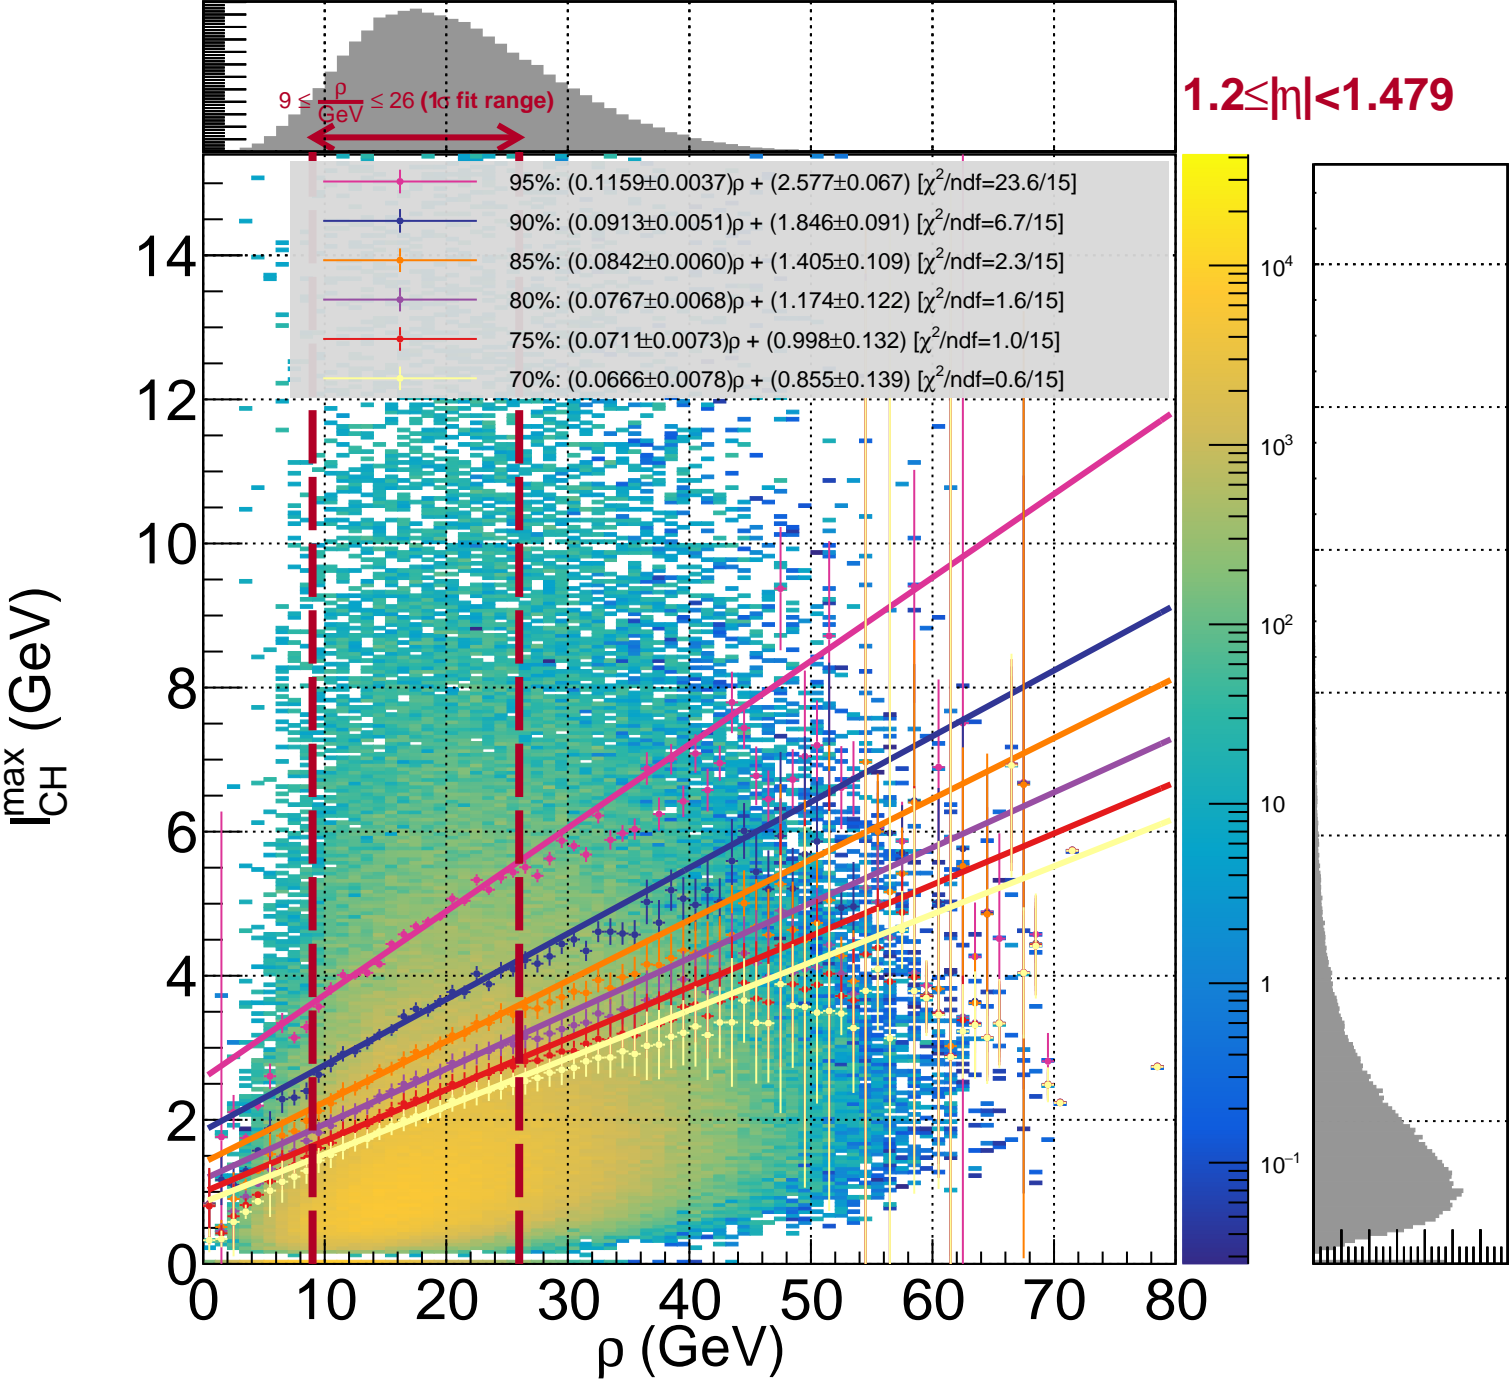 9 ≤ ρ/GeV ≤ 26 (1σ fit range)
1.2≤|η|<1.479
95%: (0.1159±0.0037)ρ + (2.577±0.067) [χ²/ndf=23.6/15]
90%: (0.0913±0.0051)ρ + (1.846±0.091) [χ²/ndf=6.7/15]
85%: (0.0842±0.0060)ρ + (1.405±0.109) [χ²/ndf=2.3/15]
80%: (0.0767±0.0068)ρ + (1.174±0.122) [χ²/ndf=1.6/15]
75%: (0.0711±0.0073)ρ + (0.998±0.132) [χ²/ndf=1.0/15]
70%: (0.0666±0.0078)ρ + (0.855±0.139) [χ²/ndf=0.6/15]
14
12
10
8
6
4
2
0
I_CH^max (GeV)
0 10 20 30 40 50 60 70 80
ρ (GeV)
10⁴
10³
10²
10
1
10⁻¹